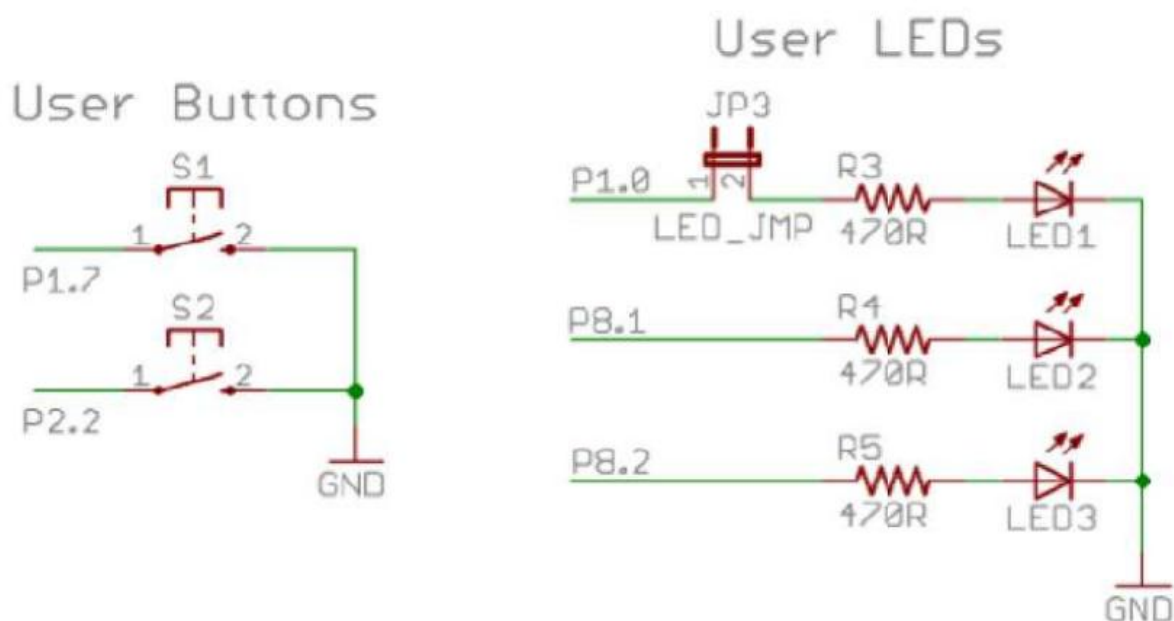 User Buttons
S1
1 2
P1.7
S2
1 2
P2.2
GND
User LEDs
JP3
P1.0
1
2
LED_JMP
R3
470R
LED1
P8.1
R4
470R
LED2
P8.2
R5
470R
LED3
GND